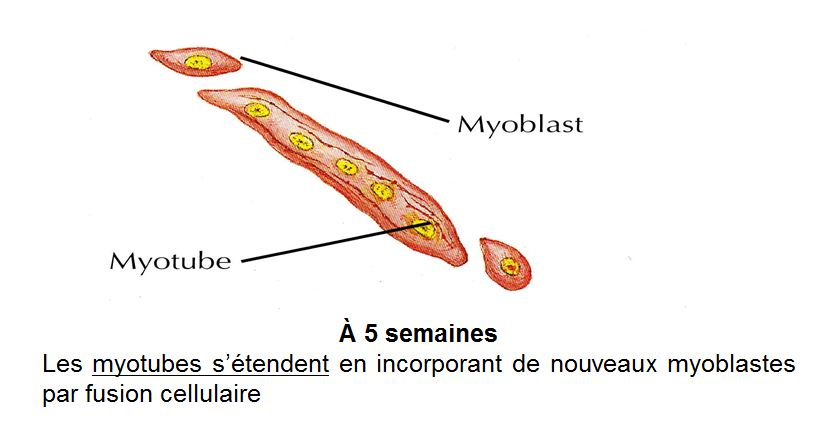 Myoblast
Myotube
À 5 semaines
Les myotubes s’étendent en incorporant de nouveaux myoblastes
par fusion cellulaire